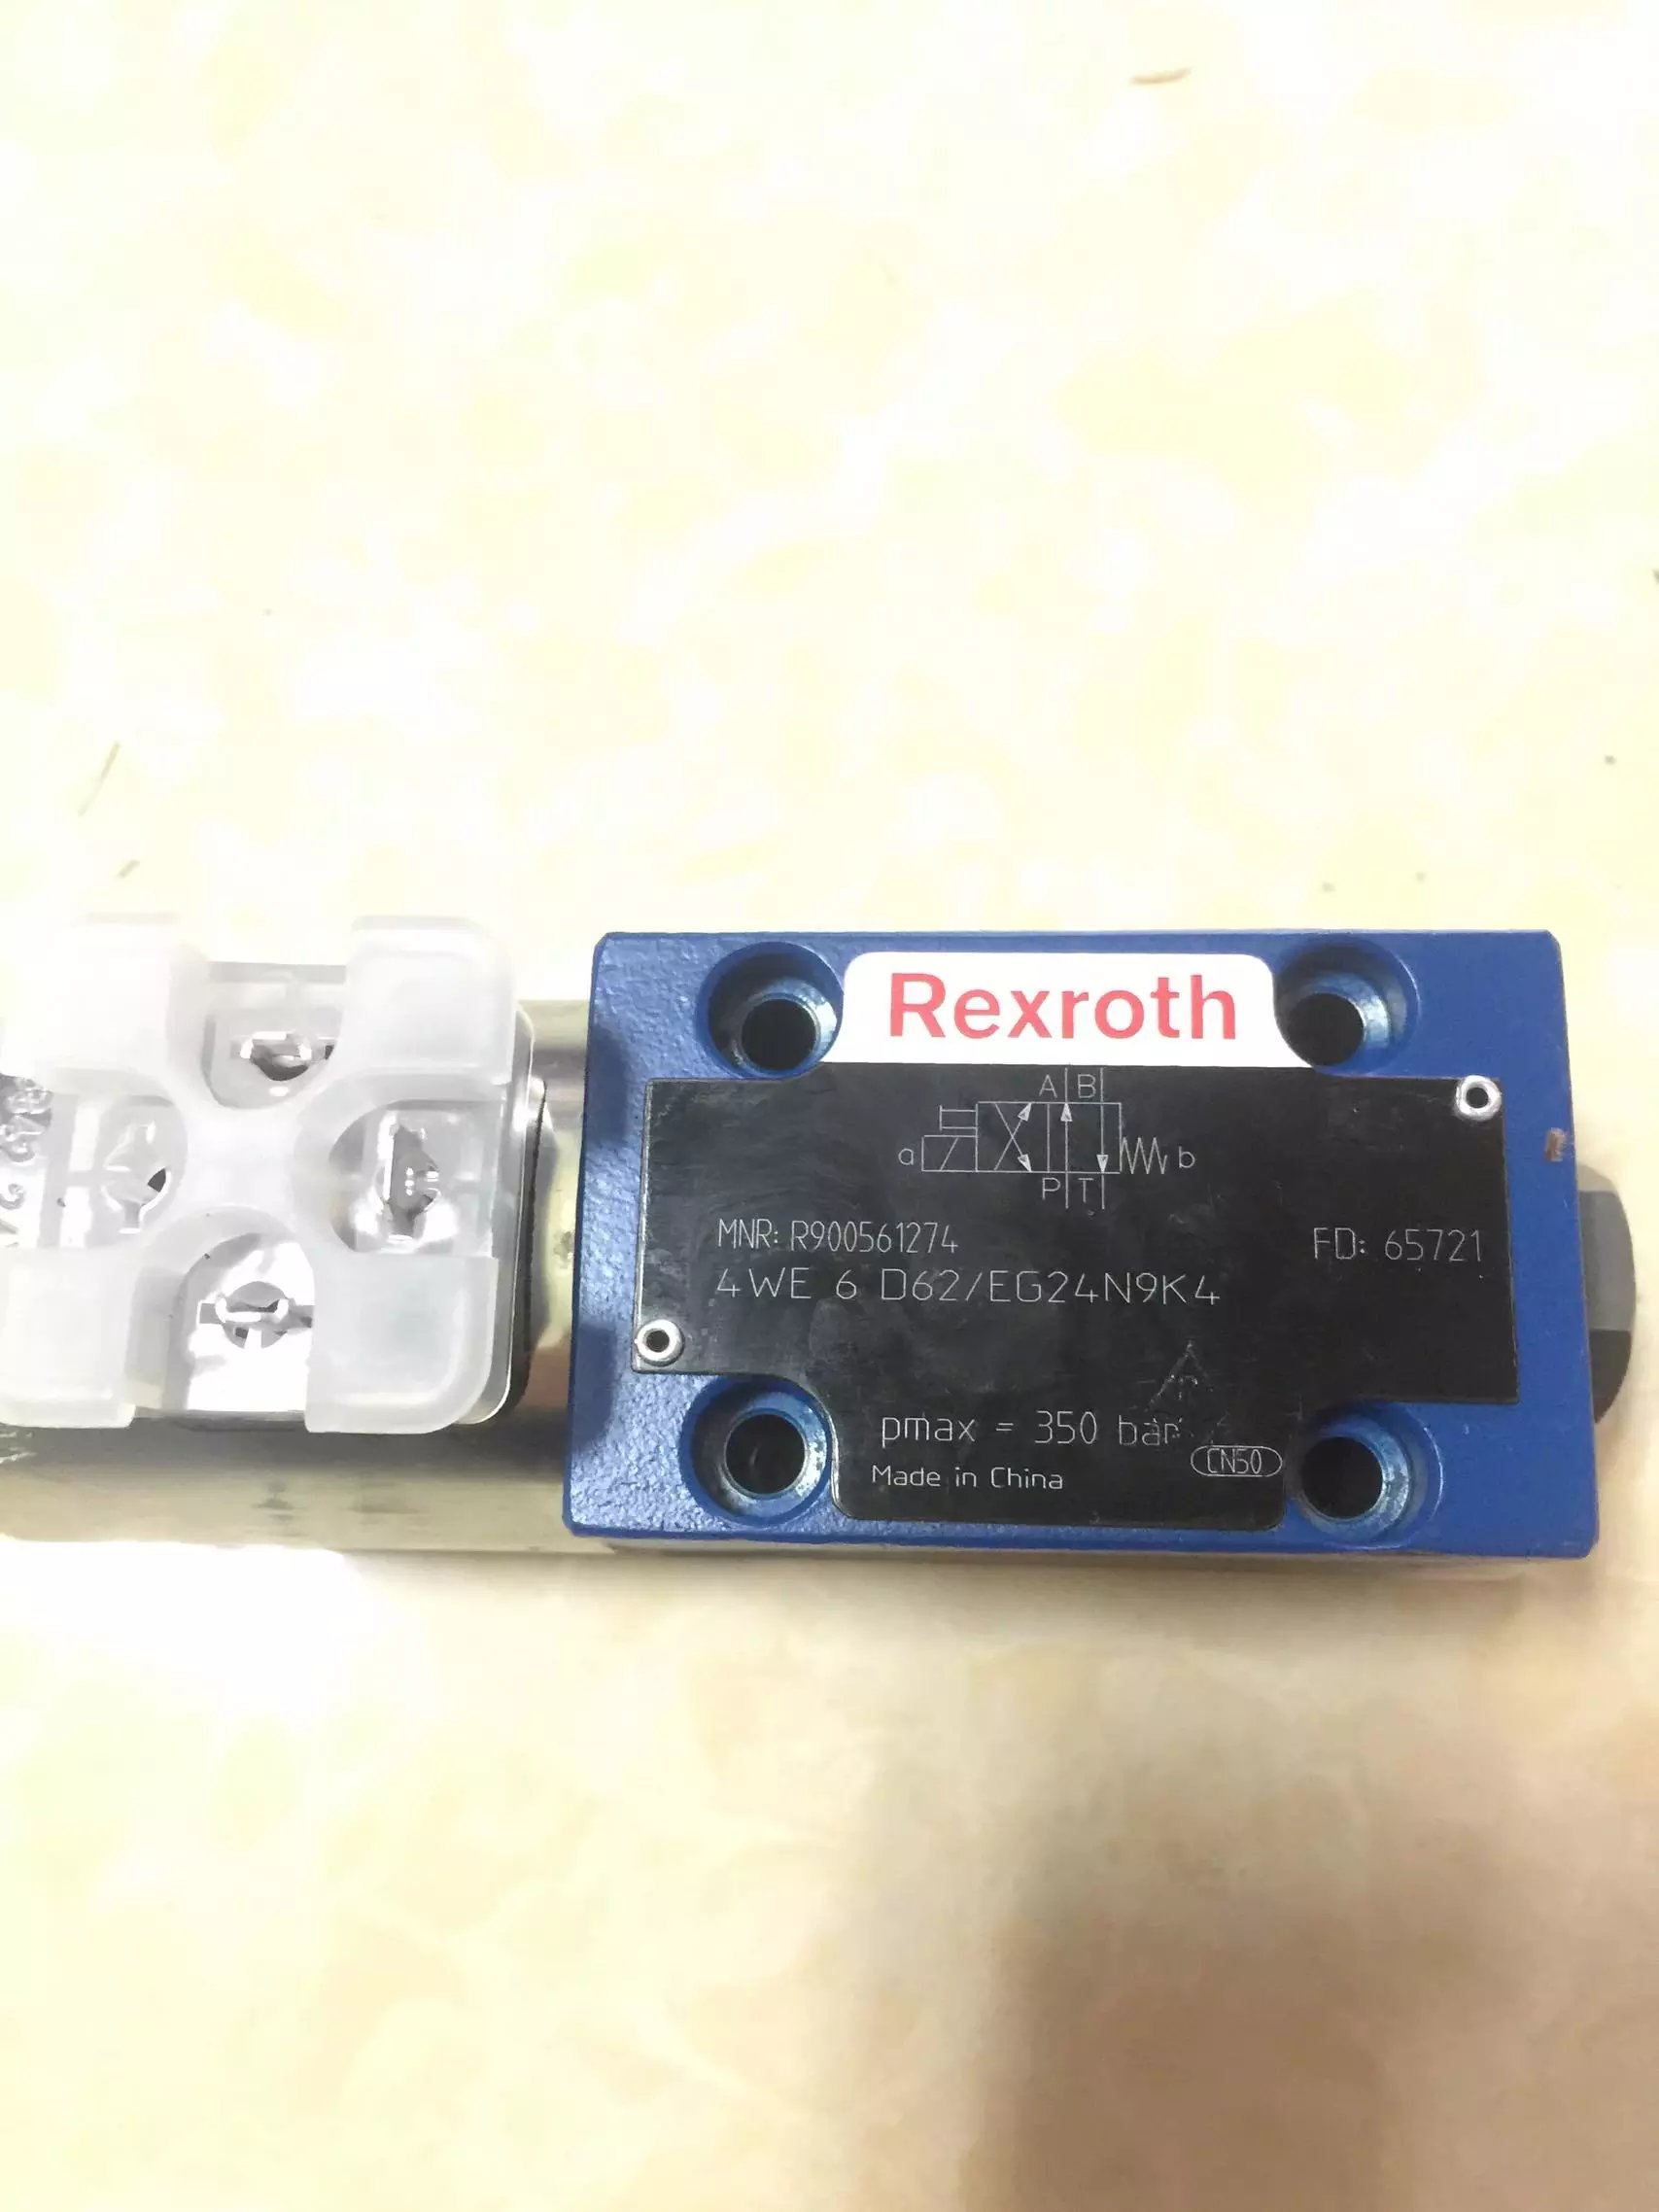 Rexroth
A B
a b
P T
MNR: R900561274 FD: 65721
4WE 6 D62/EG24N9K4
pmax = 350 bar
CN50
Made in China